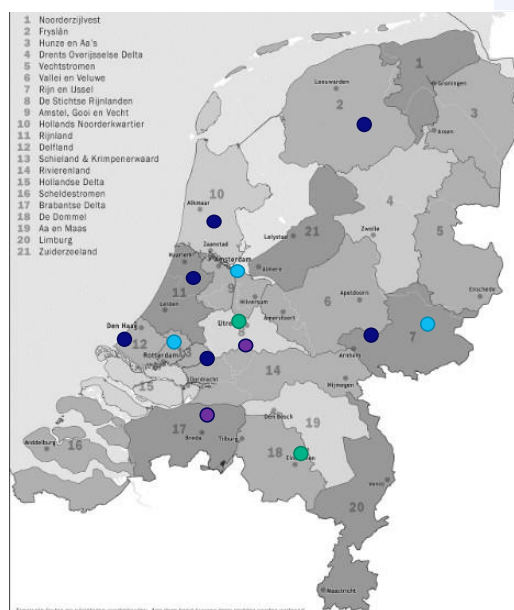 1 Noorderzijlvest
2 Fryslân
3 Hunze en Aa's
4 Drents Overijsselse Delta
5 Vechtstromen
6 Vallei en Veluwe
7 Rijn en IJssel
8 De Stichtse Rijnlanden
9 Amstel, Gooi en Vecht
10 Hollands Noorderkwartier
11 Rijnland
12 Delfland
13 Schieland & Krimpenerwaard
14 Rivierenland
15 Hollandse Delta
16 Scheldestromen
17 Brabantse Delta
18 De Dommel
19 Aa en Maas
20 Limburg
21 Zuiderzeeland
1
Leeuwarden
Groningen
2
3
Assen
10
Alkmaar
4
5
Zwolle
21
Lelystad
Zaanstad
Haarlem
Amsterdam
Almere
9
11
Hilversum
6
Apeldoorn
Enschede
Leiden
Amersfoort
Den Haag
Utre
8
7
12
Rotterdam
3
Arnhem
14
Dordrecht
Nijmegen
15
Den Bosch
19
17
Breda
Tilburg
Middelburg
16
18
Venlo
20
Maastricht